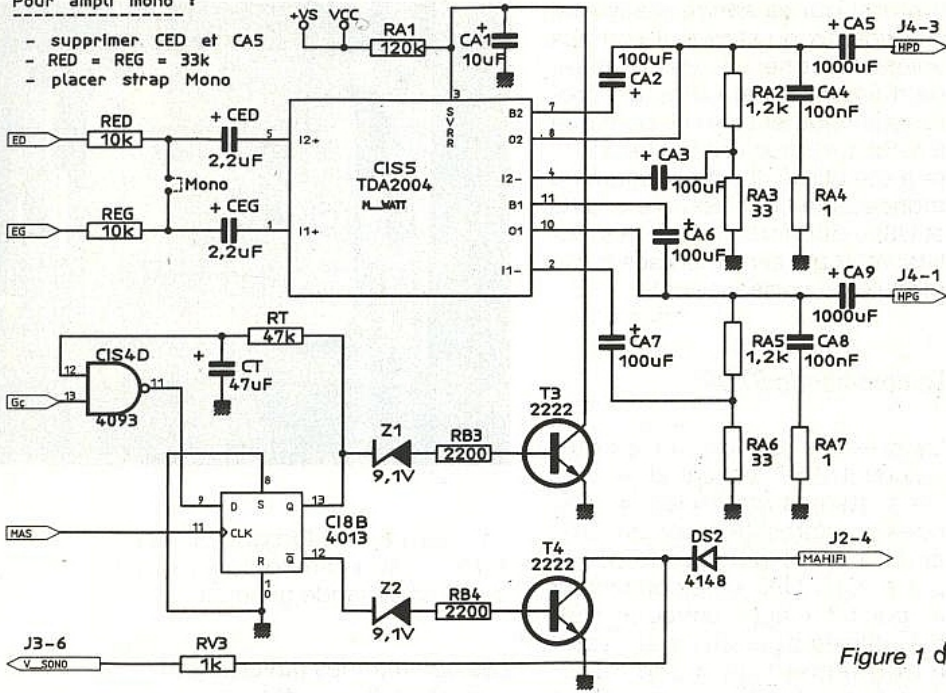 Pour ampli mono :
- supprimer CED et CA5
- RED = REG = 33k
- placer strap Mono
+VS VCC
RA1
120k
+
CA1
10uF
100uF
CA2
+
+ CA5
1000uF
J4-3
HPD
RA2
1,2k
CA4
100nF
3
SVRR
7
B2
8
O2
4
I2-
11
B1
10
O1
2
I1-
CIS5
TDA2004
M_WATT
ED
RED
10k
+ CED
2,2uF
5
I2+
Mono
EG
REG
10k
+ CEG
2,2uF
1
I1+
+ CA3
100uF
RA3
33
RA4
1
+
CA6
100uF
+ CA9
1000uF
J4-1
HPG
+
CA7
100uF
RA5
1,2k
CA8
100nF
RA6
33
RA7
1
RT
47k
CIS4D
12
13
11
4093
Gc
+
CT
47uF
Z1
9,1V
RB3
2200
T3
2222
8
9
D
S
Q
13
CI8B
4013
MAS
11
CLK
R
Q
12
10
Z2
9,1V
RB4
2200
T4
2222
DS2
4148
J2-4
MAHIFI
J3-6
V_SONO
RV3
1k
Figure 1 d